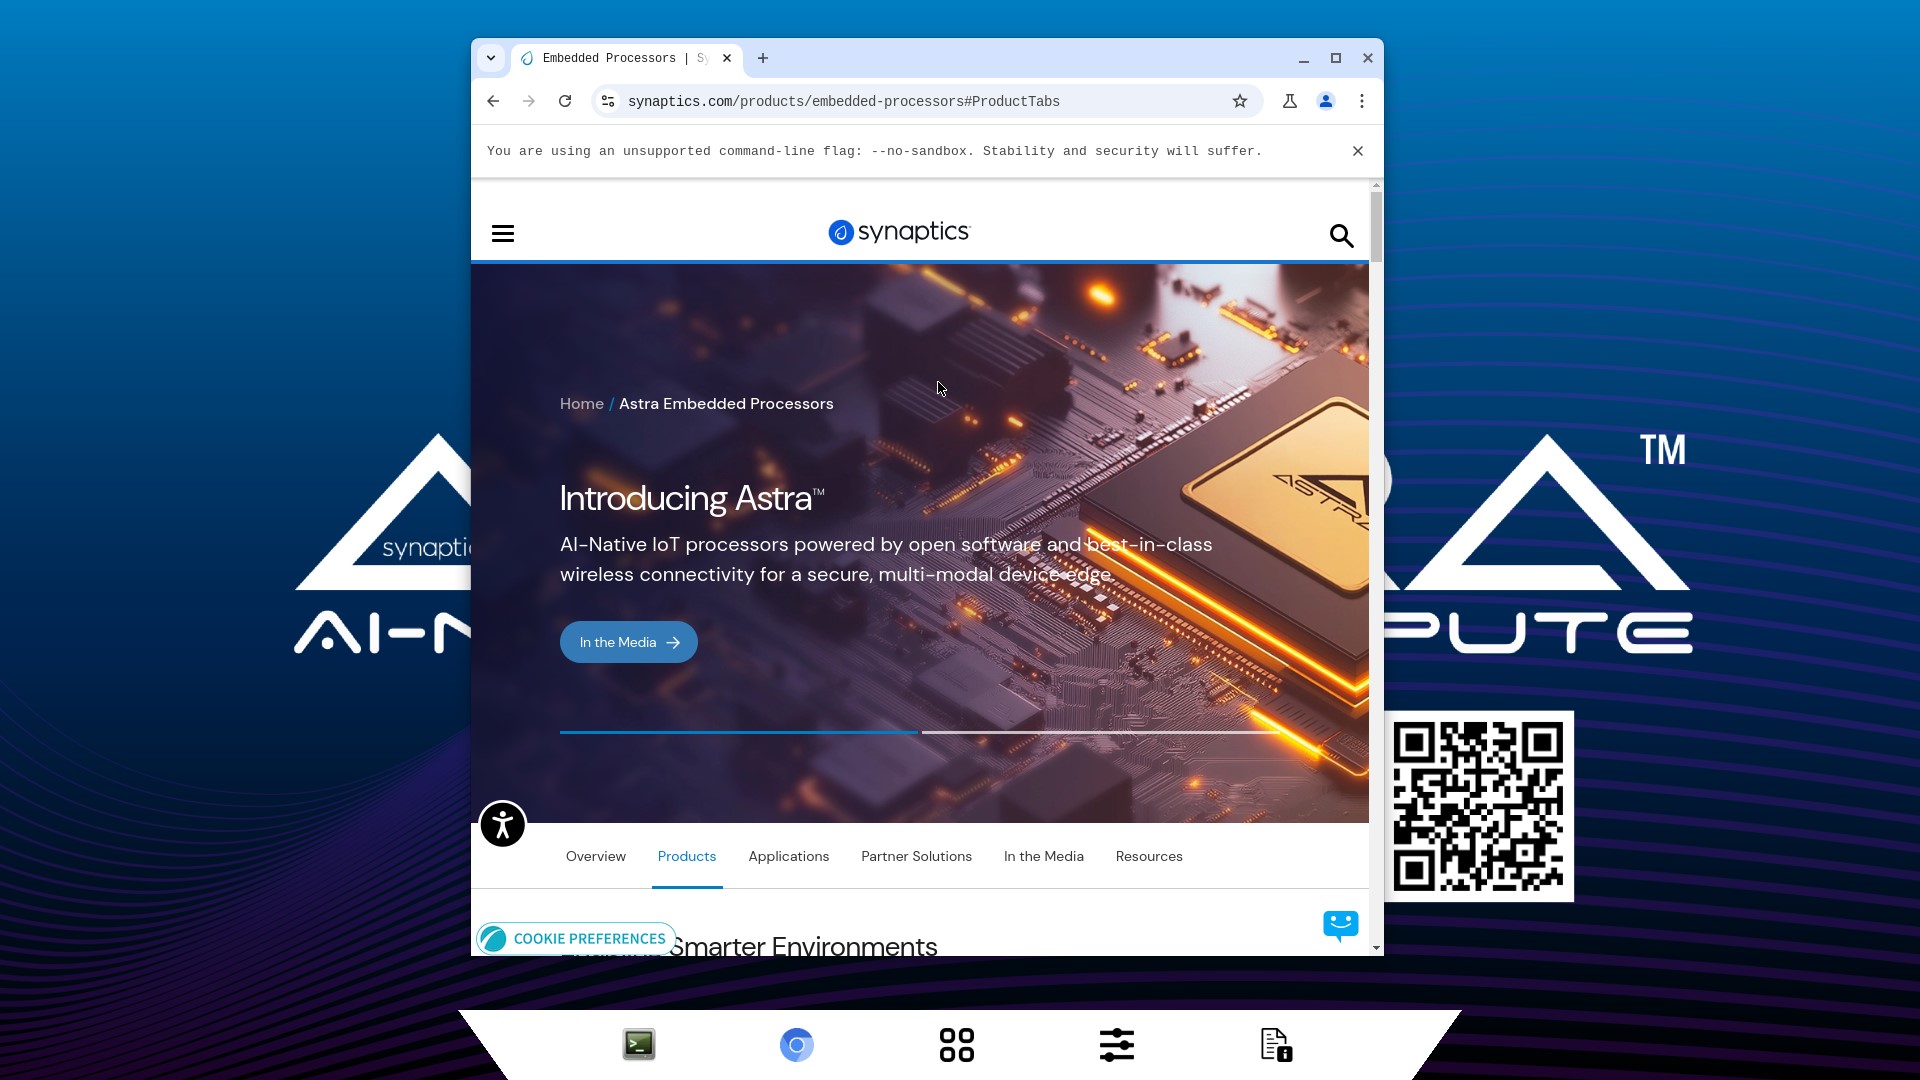 Embedded Processors | Sy
synaptics.com/products/embedded-processors#ProductTabs
You are using an unsupported command-line flag: --no-sandbox. Stability and security will suffer.
synaptics
Home / Astra Embedded Processors
ASTRA
Introducing Astra™
AI-Native IoT processors powered by open software and best-in-class
wireless connectivity for a secure, multi-modal device edge.
In the Media
Overview Products Applications Partner Solutions In the Media Resources
COOKIE PREFERENCES
Smarter Environments
TM
synaptic
AI-N
PUTE